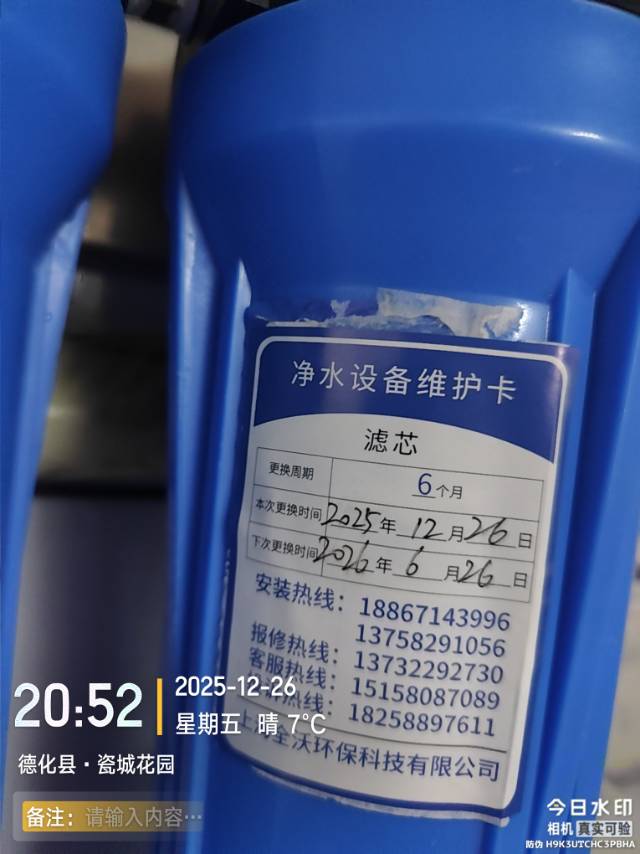 净水设备维护卡
滤芯
更换周期 6个月
本次更换时间 2025年 12月26日
下次更换时间 2026年 6月26日
安装热线：18867143996
13758291056
报修热线：13732292730
客服热线：15158087089
热线：18258897611
全沃环保科技有限公司
20:52
2025-12-26
星期五 晴 7℃
德化县·瓷城花园
备注：请输入内容…
今日水印
相机 真实可验
防伪 H9K3UTCHC3PBHA